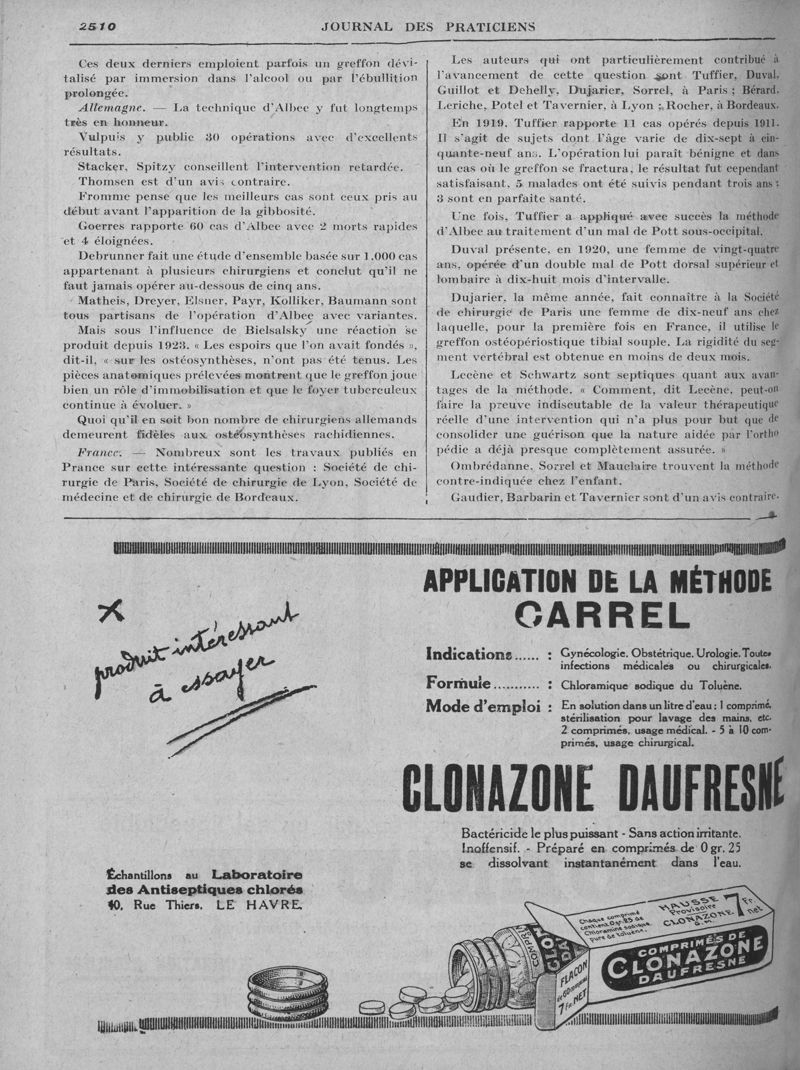 2510
JOURNAL DES PRATICIENS
Ces deux derniers emploient parfois un greffon dévi-
talisé par immersion dans l'alcool ou par l'ébullition
prolongée.
Allemagne. — La technique d'Albee y fut longtemps
très en honneur.
Vulpuis y public 30 opérations avec d'excellents
résultats.
Stacker, Spitzy conseillent l'intervention retardée.
Thomsen est d'un avis contraire.
Fromme pense que les meilleurs cas sont ceux pris au
début avant l'apparition de la gibbosité.
Goerres rapporte 60 cas d'Albee avec 2 morts rapides
et 4 éloignées.
Debrunner fait une étude d'ensemble basée sur 1.000 cas
appartenant à plusieurs chirurgiens et conclut qu'il ne
faut jamais opérer au-dessous de cinq ans.
Matheis, Dreyer, Elsner, Payr, Kolliker, Baumann sont
tous partisans de l'opération d'Albee avec variantes.
Mais sous l'influence de Bielsalsky une réaction se
produit depuis 1923. « Les espoirs que l'on avait fondés »,
dit-il, « sur les ostéosynthèses, n'ont pas été tenus. Les
pièces anatomiques prélevées montrent que le greffon joue
bien un rôle d'immobilisation et que le foyer tuberculeux
continue à évoluer. »
Quoi qu'il en soit bon nombre de chirurgiens allemands
demeurent fidèles aux ostéosynthèses rachidiennes.
France. — Nombreux sont les travaux publiés en
France sur cette intéressante question : Société de chi-
rurgie de Paris, Société de chirurgie de Lyon, Société de
médecine et de chirurgie de Bordeaux.
Les auteurs qui ont particulièrement contribué à
l'avancement de cette question sont Tuffier, Duval,
Guillot et Dehelly, Dujarier, Sorrel, à Paris ; Bérard,
Leriche, Potel et Tavernier, à Lyon ; Rocher, à Bordeaux.
En 1919, Tuffier rapporte 11 cas opérés depuis 1911.
Il s'agit de sujets dont l'âge varie de dix-sept à cin-
quante-neuf ans. L'opération lui paraît bénigne et dans
un cas où le greffon se fractura, le résultat fut cependant
satisfaisant, 5 malades ont été suivis pendant trois ans ;
3 sont en parfaite santé.
Une fois, Tuffier a appliqué avec succès la méthode
d'Albee au traitement d'un mal de Pott sous-occipital.
Duval présente, en 1920, une femme de vingt-quatre
ans, opérée d'un double mal de Pott dorsal supérieur et
lombaire à dix-huit mois d'intervalle.
Dujarier, la même année, fait connaître à la Société
de chirurgie de Paris une femme de dix-neuf ans chez
laquelle, pour la première fois en France, il utilise le
greffon ostéopériostique tibial souple. La rigidité du seg-
ment vertébral est obtenue en moins de deux mois.
Lecène et Schwartz sont septiques quant aux avan-
tages de la méthode. « Comment, dit Lecène, peut-on
faire la preuve indiscutable de la valeur thérapeutique
réelle d'une intervention qui n'a plus pour but que de
consolider une guérison que la nature aidée par l'ortho
pédie a déjà presque complètement assurée. »
Ombrédanne, Sorrel et Mauclaire trouvent la méthode
contre-indiquée chez l'enfant.
Gaudier, Barbarin et Tavernier sont d'un avis contraire.
produit intéressant
à essayer
APPLICATION DE LA MÉTHODE
CARREL
Indications...... : Gynécologie. Obstétrique. Urologie. Toutes
infections médicales ou chirurgicales.
Formule........... : Chloramique sodique du Toluène.
Mode d'emploi : En solution dans un litre d'eau : 1 comprimé,
stérilisation pour lavage des mains, etc.
2 comprimés, usage médical. - 5 à 10 com-
primés, usage chirurgical.
CLONAZONE DAUFRESNE
Bactéricide le plus puissant - Sans action irritante.
Inoffensif. - Préparé en comprimés de 0 gr. 25
se dissolvant instantanément dans l'eau.
Échantillons au Laboratoire
des Antiseptiques chlorés
40, Rue Thiers, LE HAVRE.
Chaque comprimé
contient 0 gr. 25 de
Chloramine sodique
pure de toluène.
HAUSSE
Provisoire
CLONAZONE
7 Fr.
net
COMPRIMÉS DE
CLONAZONE
DAUFRESNE
FLACON
7 Fr. NET